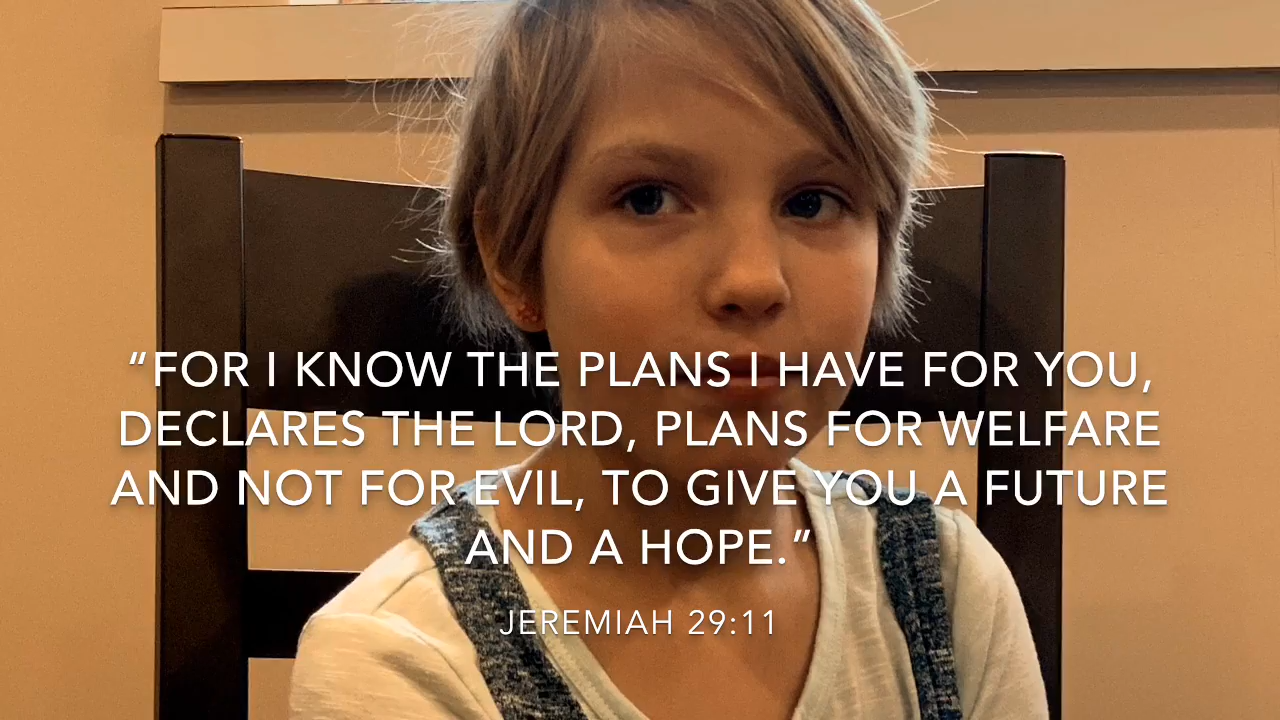 “FOR I KNOW THE PLANS I HAVE FOR YOU,
DECLARES THE LORD, PLANS FOR WELFARE
AND NOT FOR EVIL, TO GIVE YOU A FUTURE
AND A HOPE.”
JEREMIAH 29:11